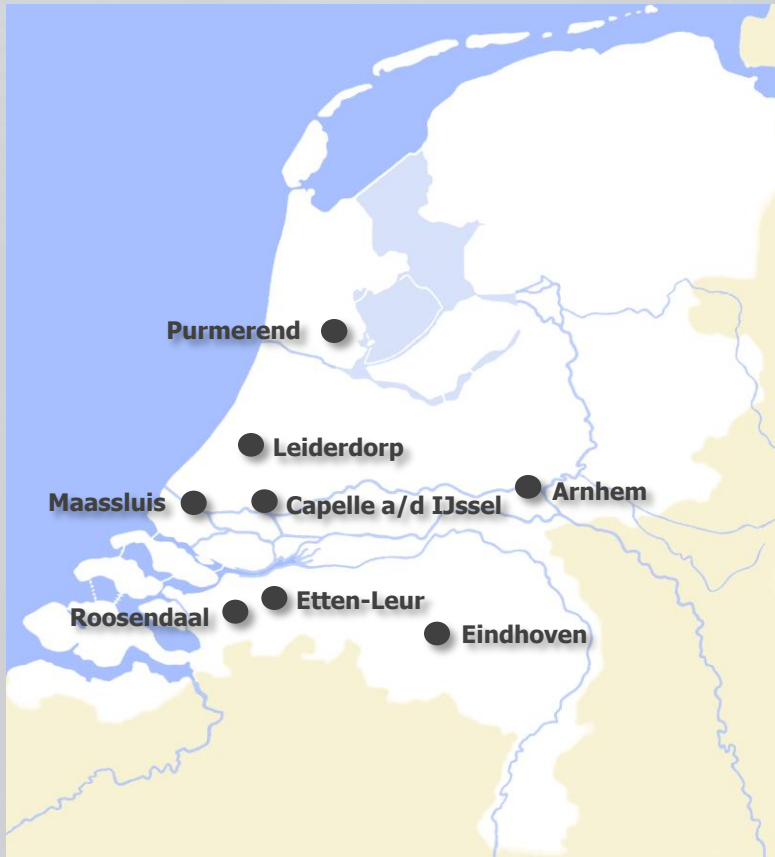 Purmerend
Leiderdorp
Maassluis
Capelle a/d IJssel
Arnhem
Etten-Leur
Roosendaal
Eindhoven